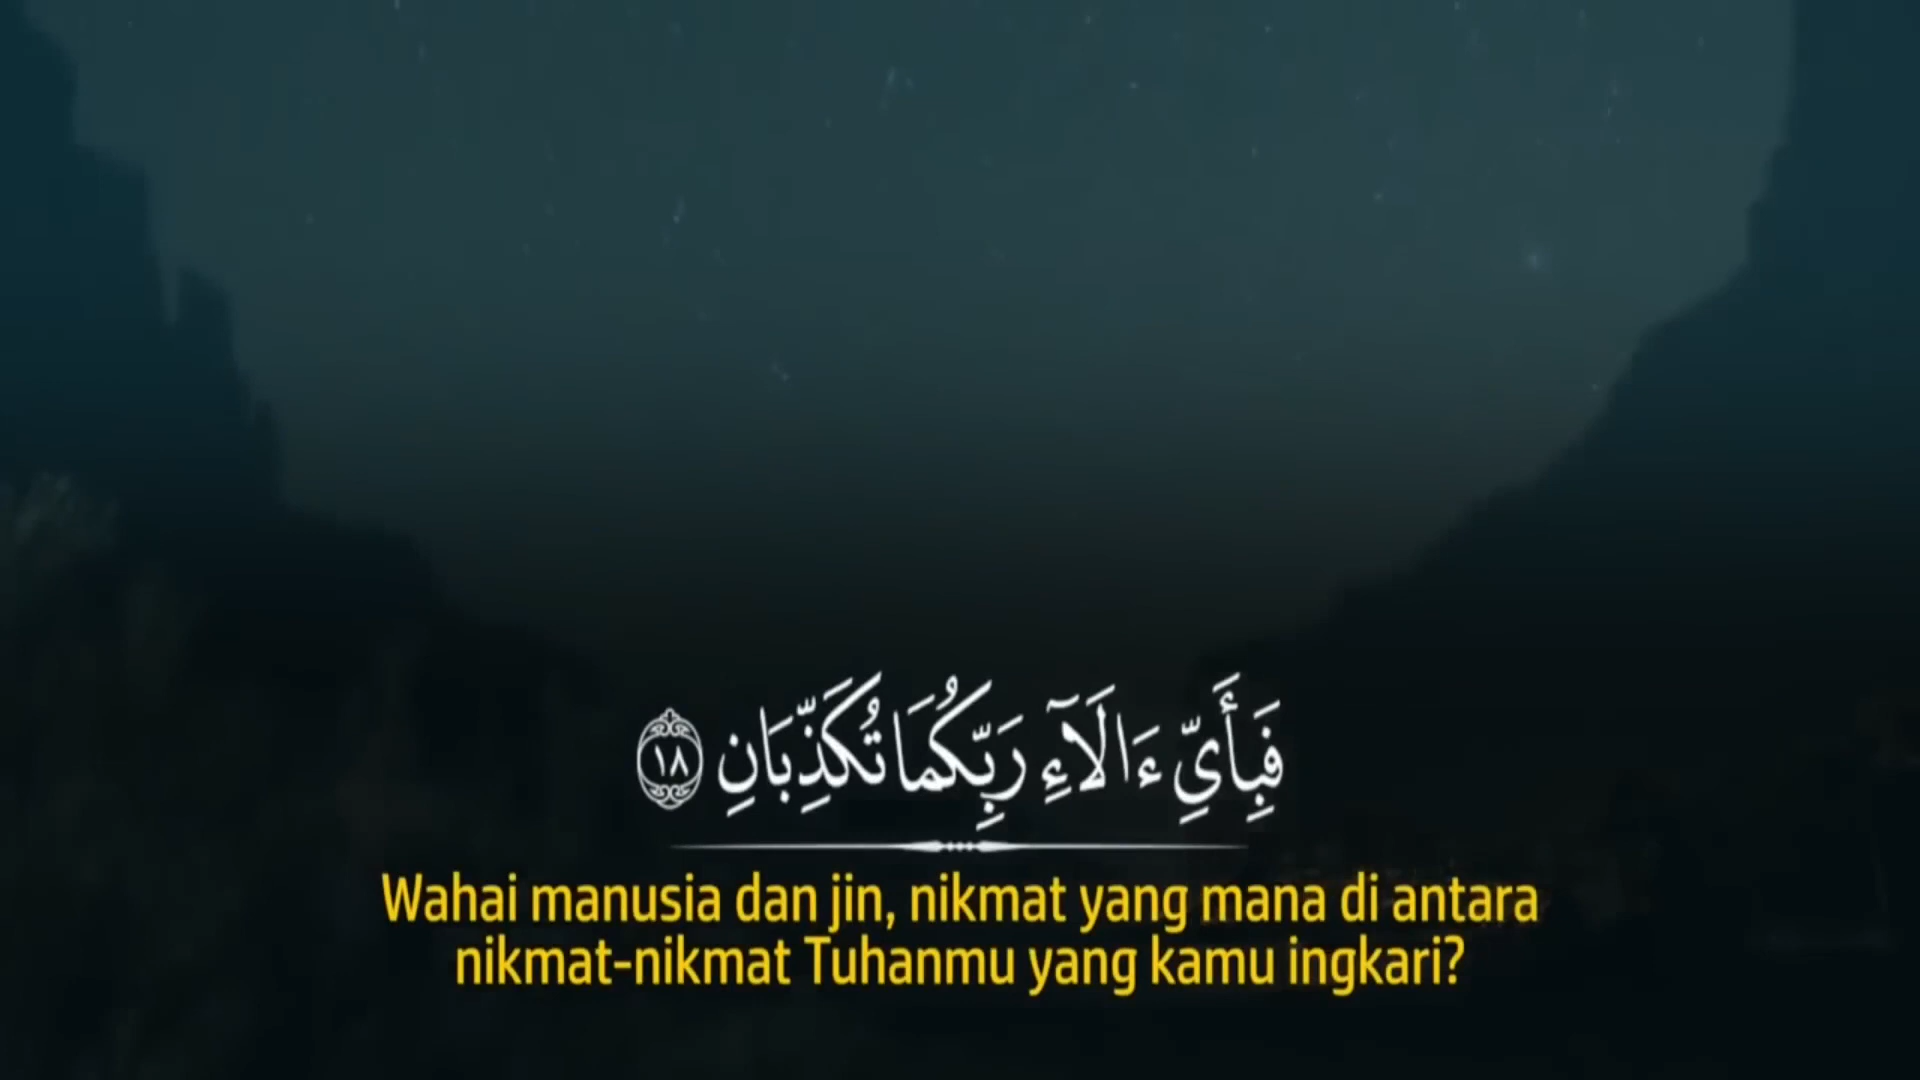 فَبِأَيِّ ءَالَآءِ رَبِّكُمَا تُكَذِّبَانِ ١٨
Wahai manusia dan jin, nikmat yang mana di antara
nikmat-nikmat Tuhanmu yang kamu ingkari?